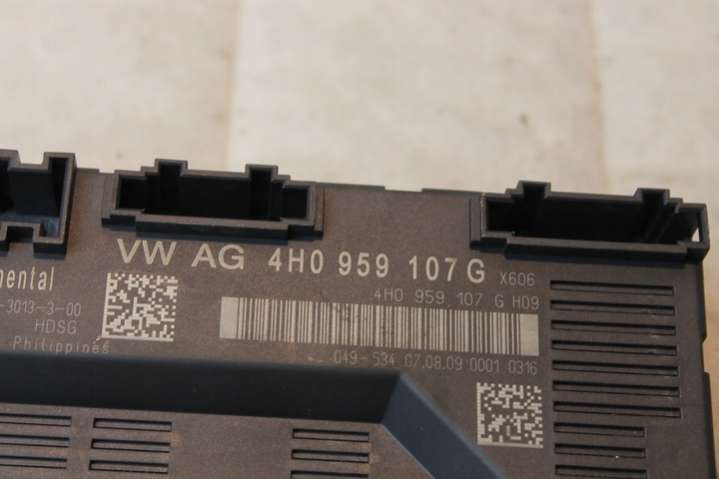 VW AG 4H0 959 107 G X606
4H0 959 107 G H09
049-534 07.08.09 0001 0316
nental
-3013-3-00
HDSG
Philippines